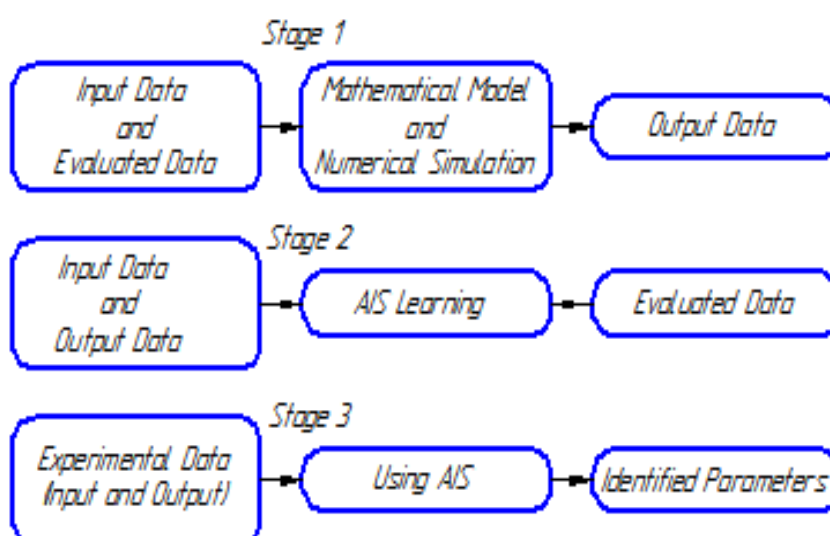 Stage 1
Input Data
and
Evaluated Data
Mathematical Model
and
Numerical Simulation
Output Data
Stage 2
Input Data
and
Output Data
AIS Learning
Evaluated Data
Stage 3
Experimental Data
(Input and Output)
Using AIS
Identified Parameters